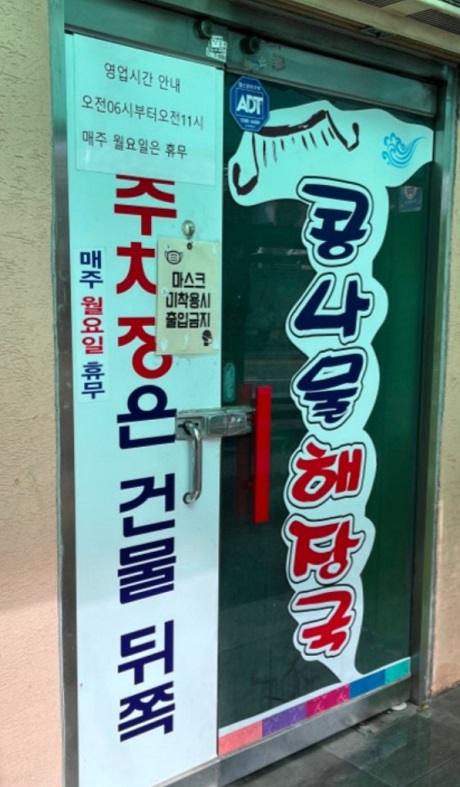 영업시간 안내
오전06시부터오전11시
매주 월요일은 휴무
주차장은 건물 뒤쪽
매주 월요일 휴무
마스크
미착용시
출입금지
ADT
콩나물해장국